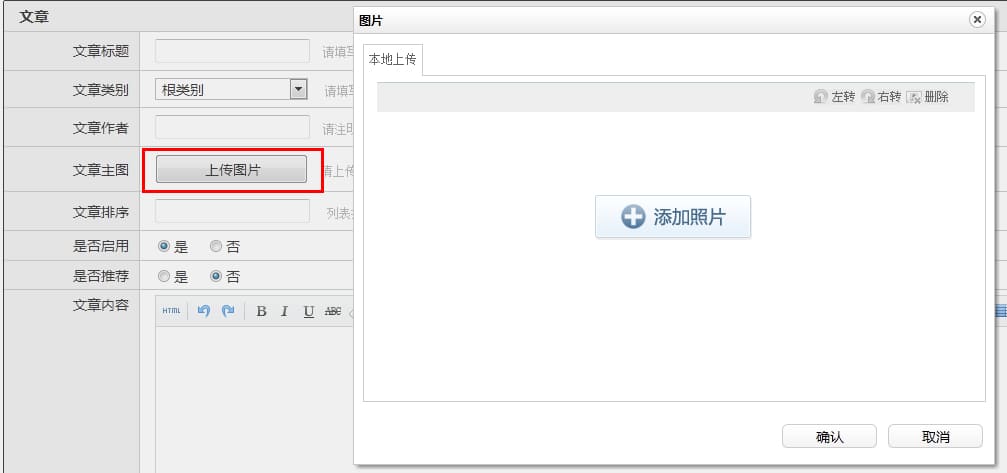 文章
文章标题 请填写
文章类别 根类别 请填写
文章作者 请注明
文章主图 上传图片 请上传
文章排序 列表
是否启用 是 否
是否推荐 是 否
文章内容
HTML B I U ABC
图片
本地上传
左转 右转 删除
添加照片
确认 取消